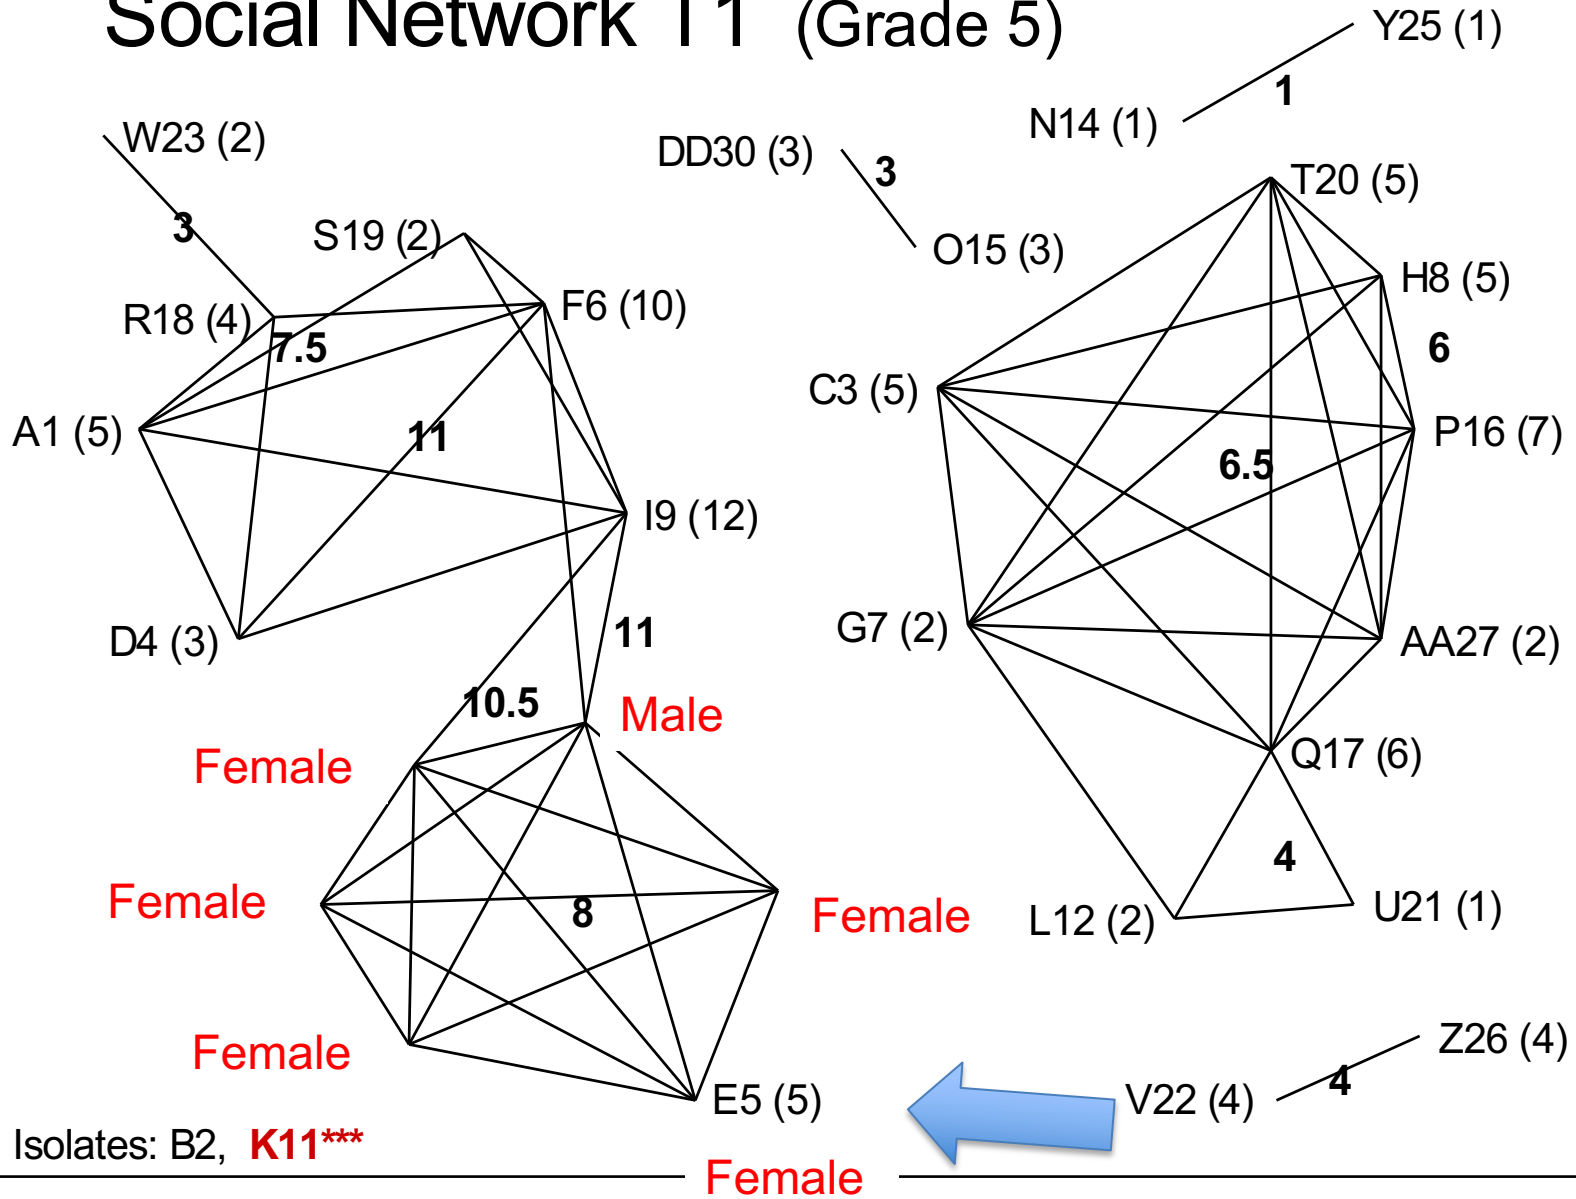 Social Network T1 (Grade 5)
Y25 (1)
1
N14 (1)
W23 (2)
DD30 (3)
3
T20 (5)
3
S19 (2)
O15 (3)
H8 (5)
R18 (4)
F6 (10)
7.5
6
C3 (5)
A1 (5)
11
P16 (7)
6.5
I9 (12)
D4 (3)
11
G7 (2)
AA27 (2)
10.5
Male
Female
Q17 (6)
4
Female
8
Female
L12 (2)
U21 (1)
Female
Z26 (4)
4
E5 (5)
V22 (4)
Isolates: B2, K11***
Female